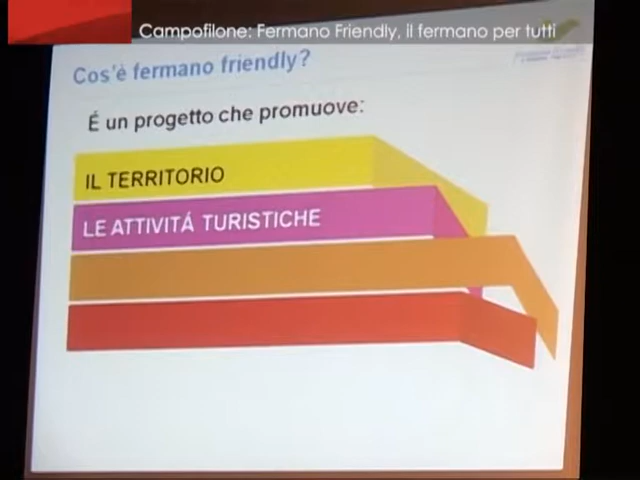 Campofilone: Fermano Friendly, il fermano per tutti
Cos'è fermano friendly?
É un progetto che promuove:
IL TERRITORIO
LE ATTIVITÁ TURISTICHE